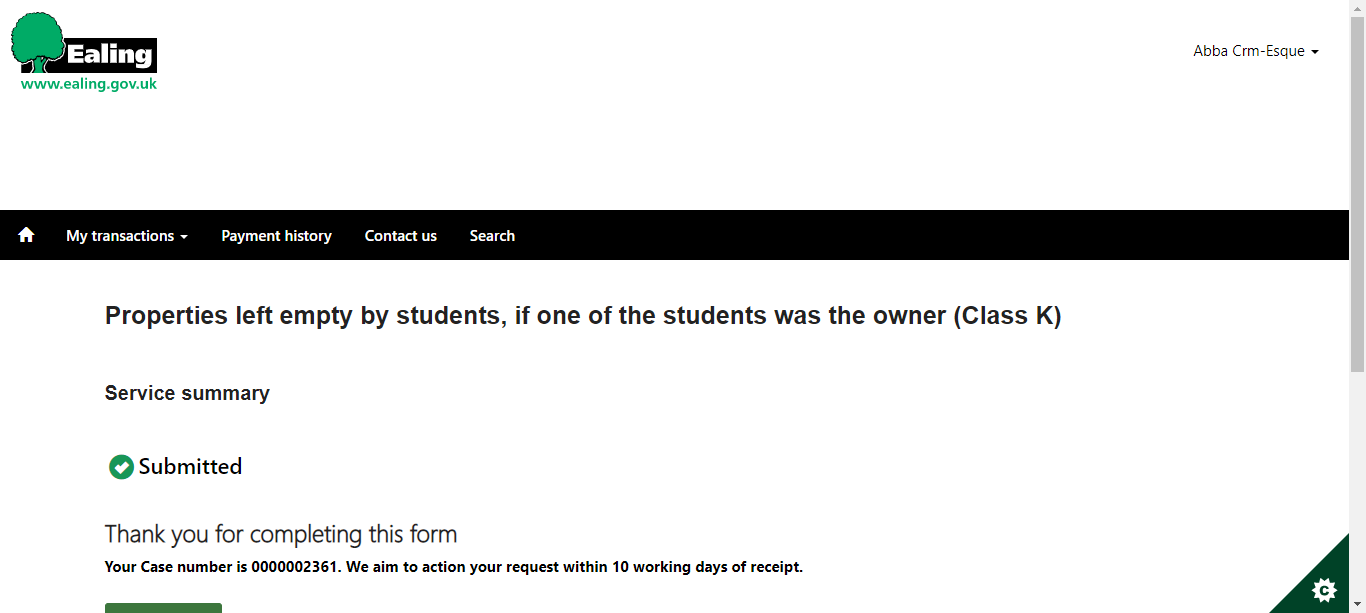 Ealing
www.ealing.gov.uk
Abba Crm-Esque
My transactions
Payment history
Contact us
Search
Properties left empty by students, if one of the students was the owner (Class K)
Service summary
Submitted
Thank you for completing this form
Your Case number is 0000002361. We aim to action your request within 10 working days of receipt.
C